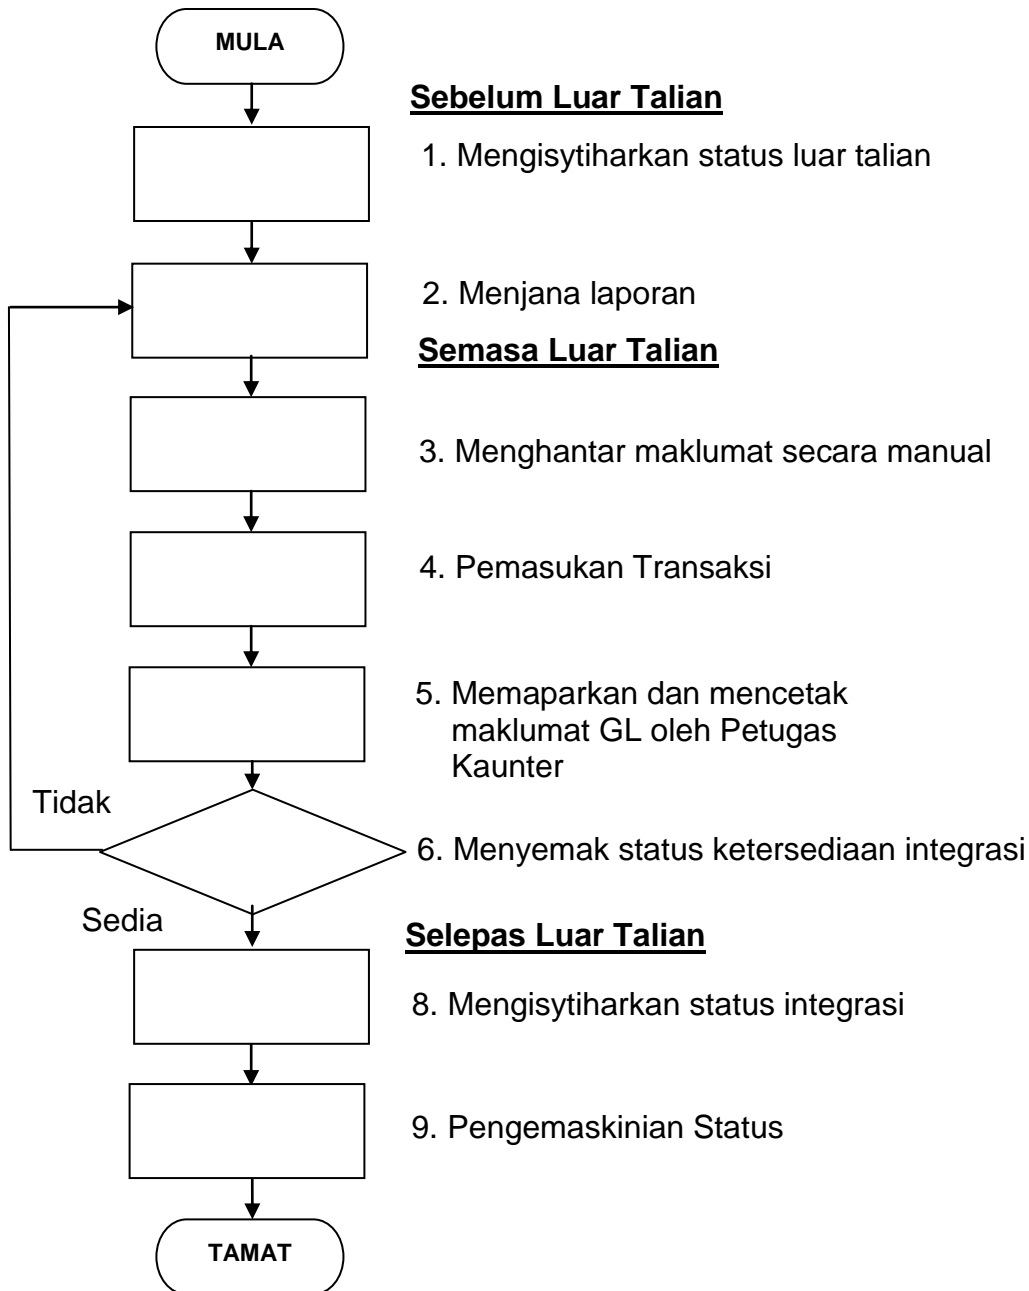 MULA
Sebelum Luar Talian
1. Mengisytiharkan status luar talian
2. Menjana laporan
Semasa Luar Talian
3. Menghantar maklumat secara manual
4. Pemasukan Transaksi
5. Memaparkan dan mencetak
maklumat GL oleh Petugas
Kaunter
Tidak
6. Menyemak status ketersediaan integrasi
Sedia
Selepas Luar Talian
8. Mengisytiharkan status integrasi
9. Pengemaskinian Status
TAMAT